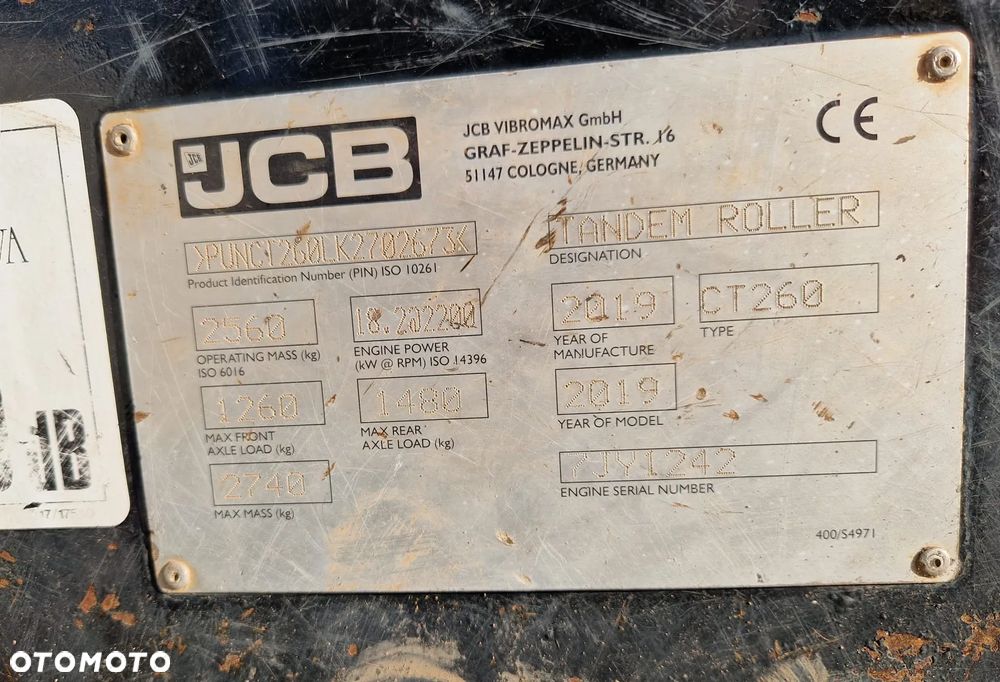 JCB
JCB VIBROMAX GmbH
GRAF-ZEPPELIN-STR. 16
51147 COLOGNE, GERMANY
CE
>PUNCT260LK2702673<
Product Identification Number (PIN) ISO 10261
TANDEM ROLLER
DESIGNATION
2560
OPERATING MASS (kg)
ISO 6016
18.2@2200
ENGINE POWER
(kW @ RPM) ISO 14396
2019
YEAR OF
MANUFACTURE
CT260
TYPE
1260
MAX FRONT
AXLE LOAD (kg)
1480
MAX REAR
AXLE LOAD (kg)
2019
YEAR OF MODEL
2740
MAX MASS (kg)
7JY1242
ENGINE SERIAL NUMBER
400/S4971
1B
OTOMOTO